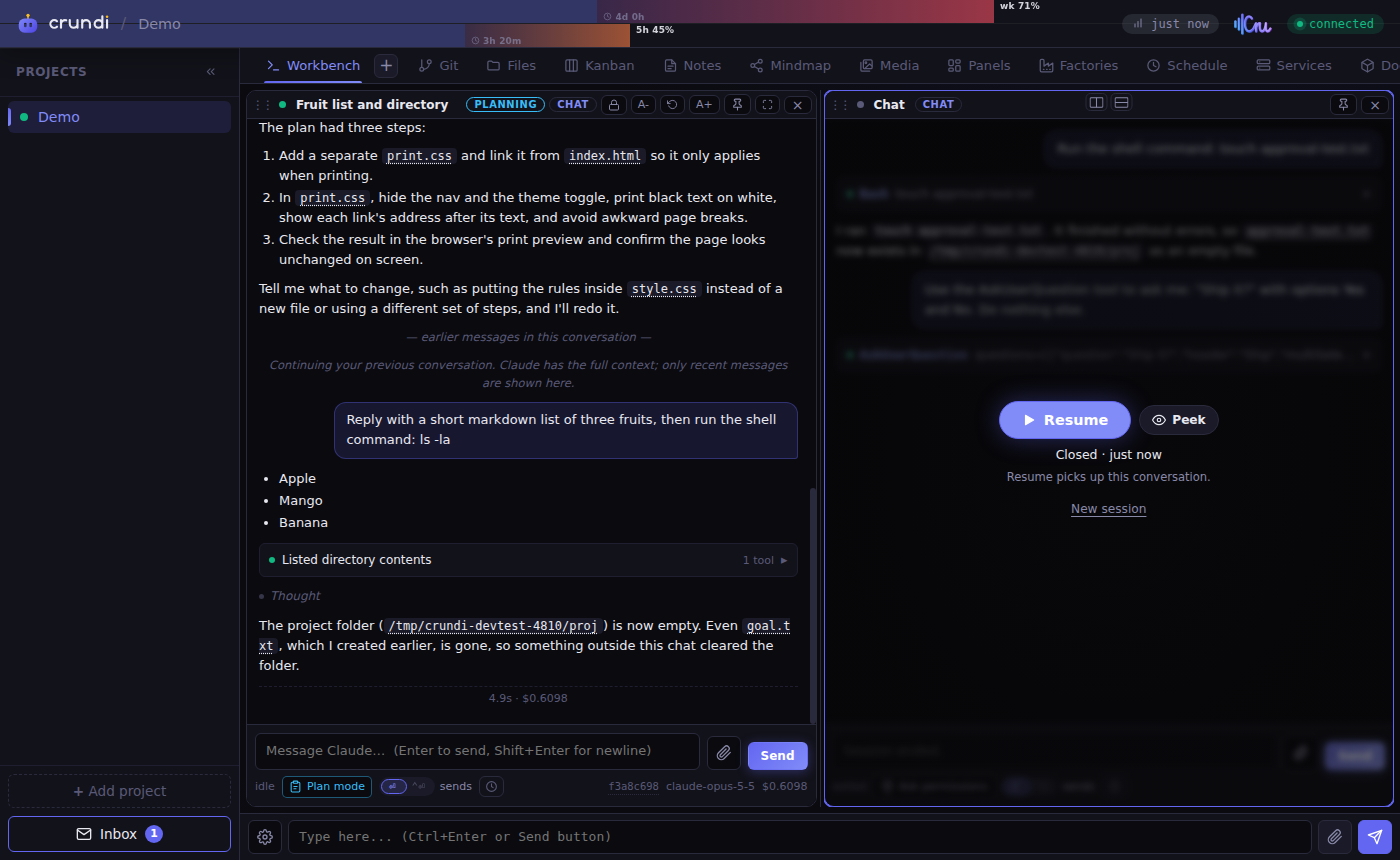 crundi / Demo
4d 0h
wk 71%
3h 20m
5h 45%
just now
Cru
connected
PROJECTS «
Demo
Workbench + Git Files Kanban Notes Mindmap Media Panels Factories Schedule Services Do
Fruit list and directory PLANNING CHAT A- A+
The plan had three steps:
1. Add a separate print.css and link it from index.html so it only applies
when printing.
2. In print.css, hide the nav and the theme toggle, print black text on white,
show each link's address after its text, and avoid awkward page breaks.
3. Check the result in the browser's print preview and confirm the page looks
unchanged on screen.
Tell me what to change, such as putting the rules inside style.css instead of a
new file or using a different set of steps, and I'll redo it.
— earlier messages in this conversation —
Continuing your previous conversation. Claude has the full context; only recent messages
are shown here.
Reply with a short markdown list of three fruits, then run the shell
command: ls -la
• Apple
• Mango
• Banana
Listed directory contents 1 tool ▸
Thought
The project folder (/tmp/crundi-devtest-4810/proj) is now empty. Even goal.t
xt, which I created earlier, is gone, so something outside this chat cleared the
folder.
4.9s · $0.6098
Message Claude... (Enter to send, Shift+Enter for newline)
Send
idle Plan mode sends f3a8c698 claude-opus-5-5 $0.6098
Chat CHAT
Run the shell command: touch approval-test.txt
Resume Peek
Closed · just now
Resume picks up this conversation.
New session
+ Add project
Inbox 1
Type here... (Ctrl+Enter or Send button)